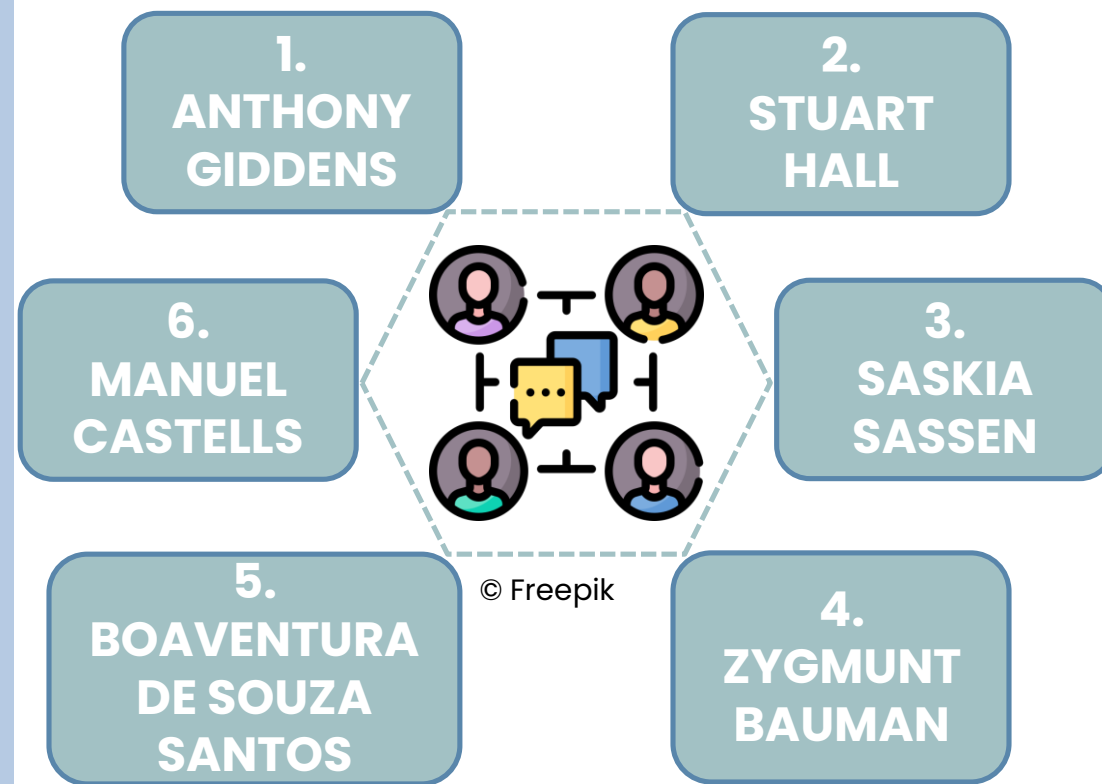 1.
ANTHONY
GIDDENS
2.
STUART
HALL
3.
SASKIA
SASSEN
4.
ZYGMUNT
BAUMAN
5.
BOAVENTURA
DE SOUZA
SANTOS
6.
MANUEL
CASTELLS
© Freepik